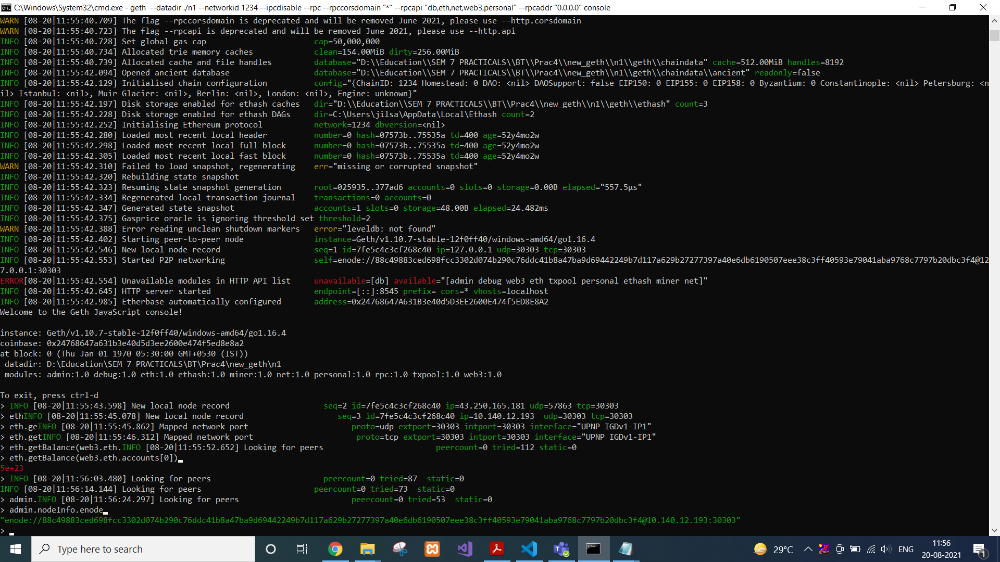 C:\Windows\System32\cmd.exe - geth  --datadir ./n1 --networkid 1234 --ipcdisable --rpc --rpccorsdomain "*" --rpcapi "db,eth,net,web3,personal" --rpcaddr "0.0.0.0" console
WARN [08-20|11:55:40.709] The flag --rpccorsdomain is deprecated and will be removed June 2021, please use --http.corsdomain
WARN [08-20|11:55:40.723] The flag --rpcapi is deprecated and will be removed June 2021, please use --http.api
INFO [08-20|11:55:40.728] Set global gas cap                       cap=50,000,000
INFO [08-20|11:55:40.734] Allocated trie memory caches             clean=154.00MiB dirty=256.00MiB
INFO [08-20|11:55:40.739] Allocated cache and file handles         database="D:\\Education\\SEM 7 PRACTICALS\\BT\\Prac4\\new_geth\\n1\\geth\\chaindata" cache=512.00MiB handles=8192
INFO [08-20|11:55:42.094] Opened ancient database                  database="D:\\Education\\SEM 7 PRACTICALS\\BT\\Prac4\\new_geth\\n1\\geth\\chaindata\\ancient" readonly=false
INFO [08-20|11:55:42.129] Initialised chain configuration          config="{ChainID: 1234 Homestead: 0 DAO: <nil> DAOSupport: false EIP150: 0 EIP155: 0 EIP158: 0 Byzantium: 0 Constantinople: <nil> Petersburg: <n
il> Istanbul: <nil>, Muir Glacier: <nil>, Berlin: <nil>, London: <nil>, Engine: unknown}"
INFO [08-20|11:55:42.197] Disk storage enabled for ethash caches   dir="D:\\Education\\SEM 7 PRACTICALS\\BT\\Prac4\\new_geth\\n1\\geth\\ethash" count=3
INFO [08-20|11:55:42.228] Disk storage enabled for ethash DAGs     dir=C:\Users\jilsa\AppData\Local\Ethash count=2
INFO [08-20|11:55:42.252] Initialising Ethereum protocol           network=1234 dbversion=<nil>
INFO [08-20|11:55:42.280] Loaded most recent local header          number=0 hash=07573b..75535a td=400 age=52y4mo2w
INFO [08-20|11:55:42.298] Loaded most recent local full block      number=0 hash=07573b..75535a td=400 age=52y4mo2w
INFO [08-20|11:55:42.305] Loaded most recent local fast block      number=0 hash=07573b..75535a td=400 age=52y4mo2w
WARN [08-20|11:55:42.310] Failed to load snapshot, regenerating    err="missing or corrupted snapshot"
INFO [08-20|11:55:42.320] Rebuilding state snapshot
INFO [08-20|11:55:42.323] Resuming state snapshot generation       root=025935..377ad6 accounts=0 slots=0 storage=0.00B elapsed="557.5µs"
INFO [08-20|11:55:42.334] Regenerated local transaction journal    transactions=0 accounts=0
INFO [08-20|11:55:42.347] Generated state snapshot                 accounts=1 slots=0 storage=48.00B elapsed=24.482ms
INFO [08-20|11:55:42.375] Gasprice oracle is ignoring threshold set threshold=2
WARN [08-20|11:55:42.388] Error reading unclean shutdown markers   error="leveldb: not found"
INFO [08-20|11:55:42.402] Starting peer-to-peer node               instance=Geth/v1.10.7-stable-12f0ff40/windows-amd64/go1.16.4
INFO [08-20|11:55:42.546] New local node record                    seq=1 id=7fe5c4c3cf268c40 ip=127.0.0.1 udp=30303 tcp=30303
INFO [08-20|11:55:42.553] Started P2P networking                   self=enode://88c49883ced698fcc3302d074b290c76ddc41b8a47ba9d69442249b7d117a629b27277397a40e6db6190507eee38c3ff40593e79041aba9768c7797b20dbc3f4@12
7.0.0.1:30303
ERROR[08-20|11:55:42.554] Unavailable modules in HTTP API list     unavailable=[db] available="[admin debug web3 eth txpool personal ethash miner net]"
INFO [08-20|11:55:42.645] HTTP server started                      endpoint=[::]:8545 prefix= cors=* vhosts=localhost
INFO [08-20|11:55:42.985] Etherbase automatically configured       address=0x24768647A631B3e40d5D3EE2600E474f5ED8E8A2
Welcome to the Geth JavaScript console!
instance: Geth/v1.10.7-stable-12f0ff40/windows-amd64/go1.16.4
coinbase: 0x24768647a631b3e40d5d3ee2600e474f5ed8e8a2
at block: 0 (Thu Jan 01 1970 05:30:00 GMT+0530 (IST))
 datadir: D:\Education\SEM 7 PRACTICALS\BT\Prac4\new_geth\n1
 modules: admin:1.0 debug:1.0 eth:1.0 ethash:1.0 miner:1.0 net:1.0 personal:1.0 rpc:1.0 txpool:1.0 web3:1.0
To exit, press ctrl-d
> INFO [08-20|11:55:43.598] New local node record                    seq=2 id=7fe5c4c3cf268c40 ip=43.250.165.181 udp=57863 tcp=30303
> ethINFO [08-20|11:55:45.078] New local node record                    seq=3 id=7fe5c4c3cf268c40 ip=10.140.12.193  udp=30303 tcp=30303
> eth.geINFO [08-20|11:55:45.862] Mapped network port                      proto=udp extport=30303 intport=30303 interface="UPNP IGDv1-IP1"
> eth.getINFO [08-20|11:55:46.312] Mapped network port                      proto=tcp extport=30303 intport=30303 interface="UPNP IGDv1-IP1"
> eth.getBalance(web3.eth.INFO [08-20|11:55:52.652] Looking for peers                        peercount=0 tried=112 static=0
> eth.getBalance(web3.eth.accounts[0])
5e+23
> INFO [08-20|11:56:03.480] Looking for peers                        peercount=0 tried=87  static=0
INFO [08-20|11:56:14.144] Looking for peers                        peercount=0 tried=73  static=0
> admin.INFO [08-20|11:56:24.297] Looking for peers                        peercount=0 tried=53  static=0
> admin.nodeInfo.enode
"enode://88c49883ced698fcc3302d074b290c76ddc41b8a47ba9d69442249b7d117a629b27277397a40e6db6190507eee38c3ff40593e79041aba9768c7797b20dbc3f4@10.140.12.193:30303"
>
Type here to search
29°C
ENG
11:56
20-08-2021
1